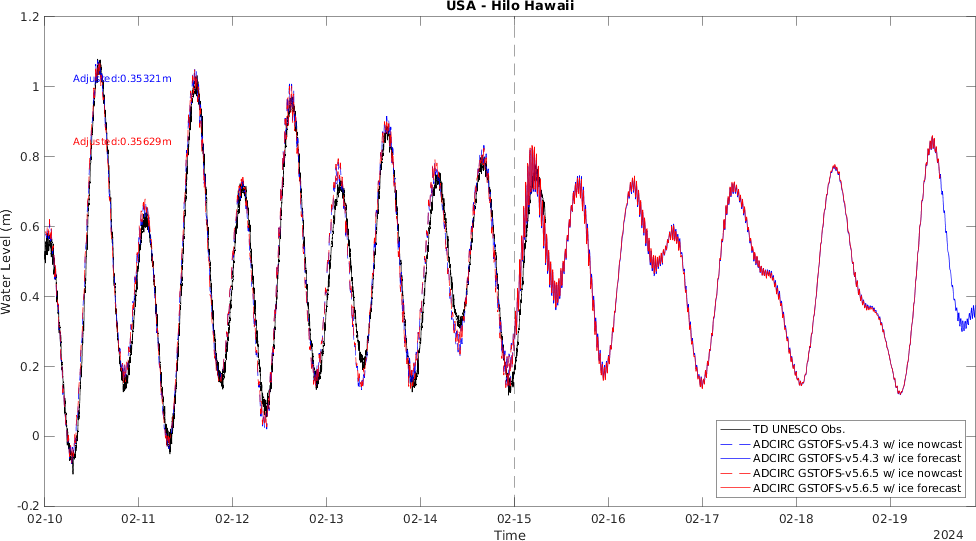 USA - Hilo Hawaii
1.2
1
0.8
0.6
0.4
0.2
0
-0.2
Water Level (m)
Adjusted:0.35321m
Adjusted:0.35629m
TD UNESCO Obs.
ADCIRC GSTOFS-v5.4.3 w/ ice nowcast
ADCIRC GSTOFS-v5.4.3 w/ ice forecast
ADCIRC GSTOFS-v5.6.5 w/ ice nowcast
ADCIRC GSTOFS-v5.6.5 w/ ice forecast
02-10 02-11 02-12 02-13 02-14 02-15 02-16 02-17 02-18 02-19
Time
2024